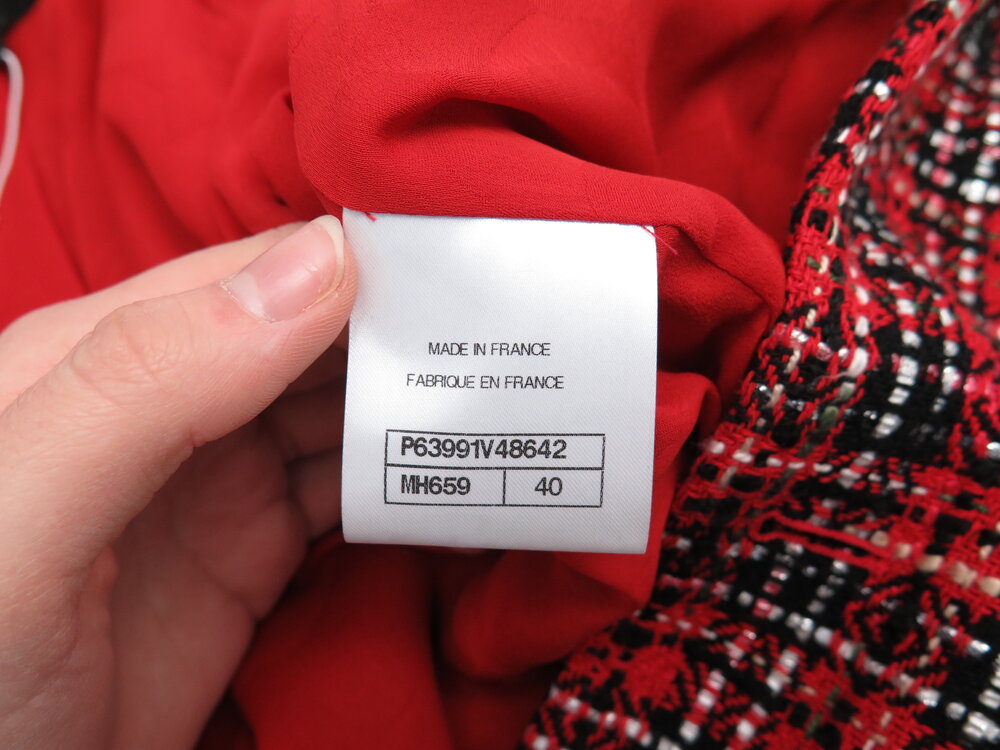 MADE IN FRANCE
FABRIQUE EN FRANCE
P63991V48642
MH659 40